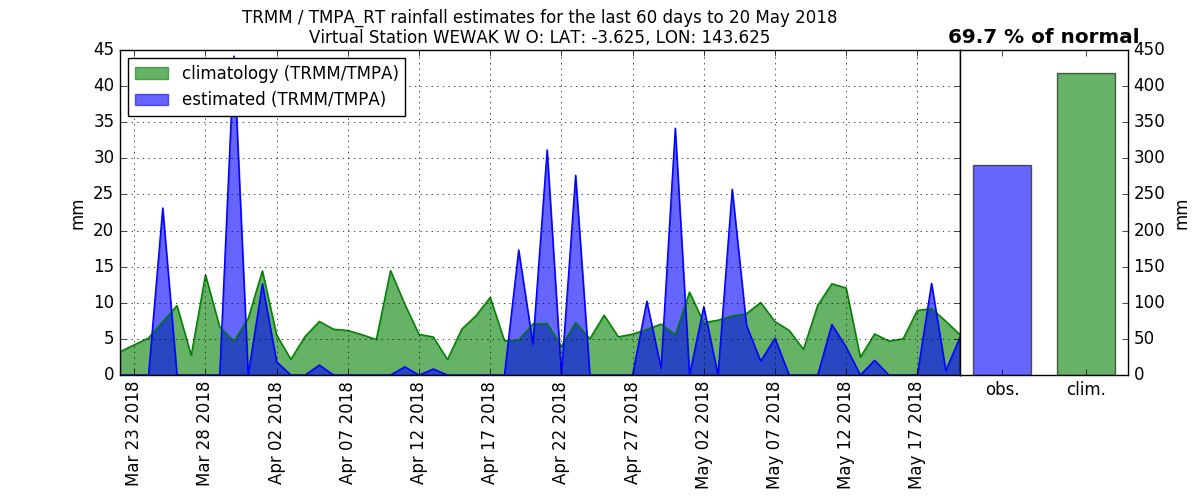 TRMM / TMPA_RT rainfall estimates for the last 60 days to 20 May 2018
Virtual Station WEWAK W O: LAT: -3.625, LON: 143.625
69.7 % of normal
climatology (TRMM/TMPA)
estimated (TRMM/TMPA)
45
40
35
30
25
20
15
10
5
0
mm
Mar 23 2018
Mar 28 2018
Apr 02 2018
Apr 07 2018
Apr 12 2018
Apr 17 2018
Apr 22 2018
Apr 27 2018
May 02 2018
May 07 2018
May 12 2018
May 17 2018
obs.
clim.
450
400
350
300
250
200
150
100
50
0
mm